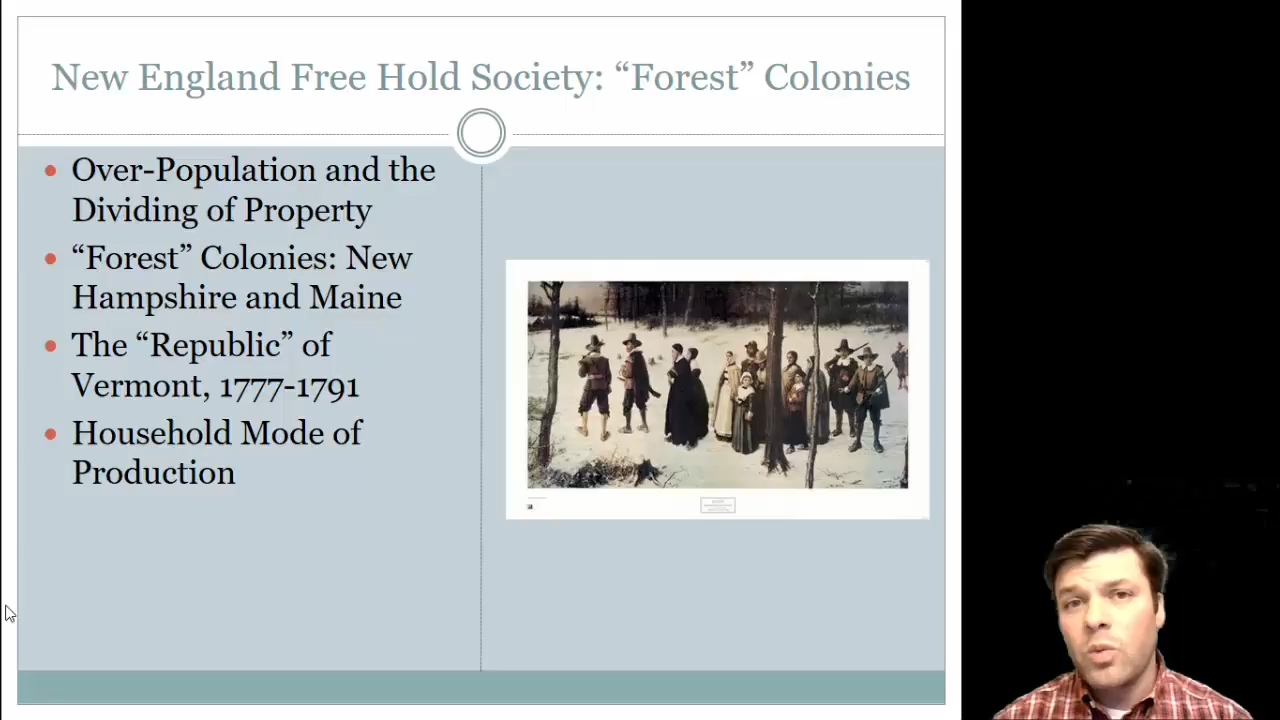 New England Free Hold Society: “Forest” Colonies
• Over-Population and the
Dividing of Property
• “Forest” Colonies: New
Hampshire and Maine
• The “Republic” of
Vermont, 1777-1791
• Household Mode of
Production